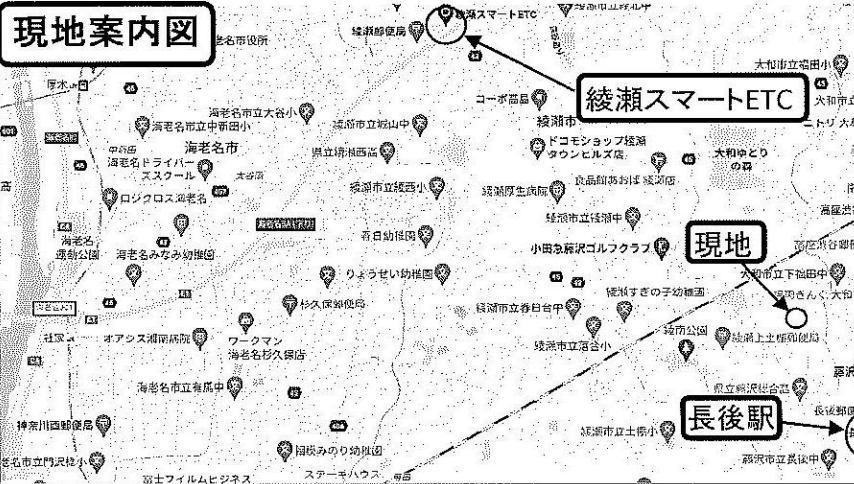 現地案内図
綾瀬スマートETC
綾瀬郵便局
厚木
大和市立福田小
コーポ高品
海老名市立大谷小
海老名市立中新田小
綾瀬市立城山中
綾瀬市
ニトリ
海老名市
県立綾瀬西高
ドコモショップ綾瀬
タウンヒルズ店
大和ゆとり
の森
海老名ドライバー
ズスクール
食品館あおば 綾瀬店
綾瀬市立綾西小
綾瀬厚生病院
ロジクロス海老名
綾瀬市立綾瀬中
現地
海老名
運動公園
海老名みなみ幼稚園
春日幼稚園
小田急藤沢ゴルフクラブ
りょうせい幼稚園
大和市立下福田中
綾瀬すぎの子幼稚園
杉久保郵便局
綾瀬市立春日台中
社家
オアシス湘南病院
ワークマン
海老名杉久保店
綾瀬市立落合小
綾南公園
綾瀬上土棚郵便局
海老名市立有馬中
県立藤沢総合高
長後駅
神奈川西郵便局
綾瀬市立土棚小
相模みのり幼稚園
藤沢市立長後中
富士フイルムビジネス
ステーキハウス